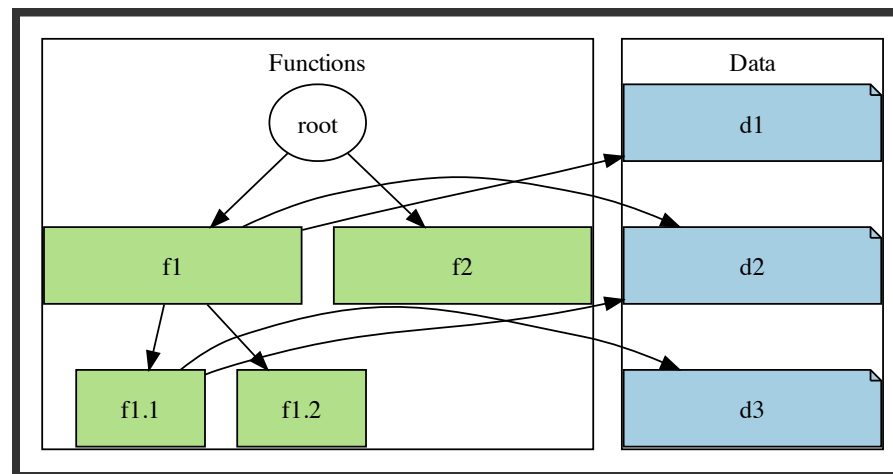 Functions
Data
root
d1
f1
f2
d2
f1.1
f1.2
d3